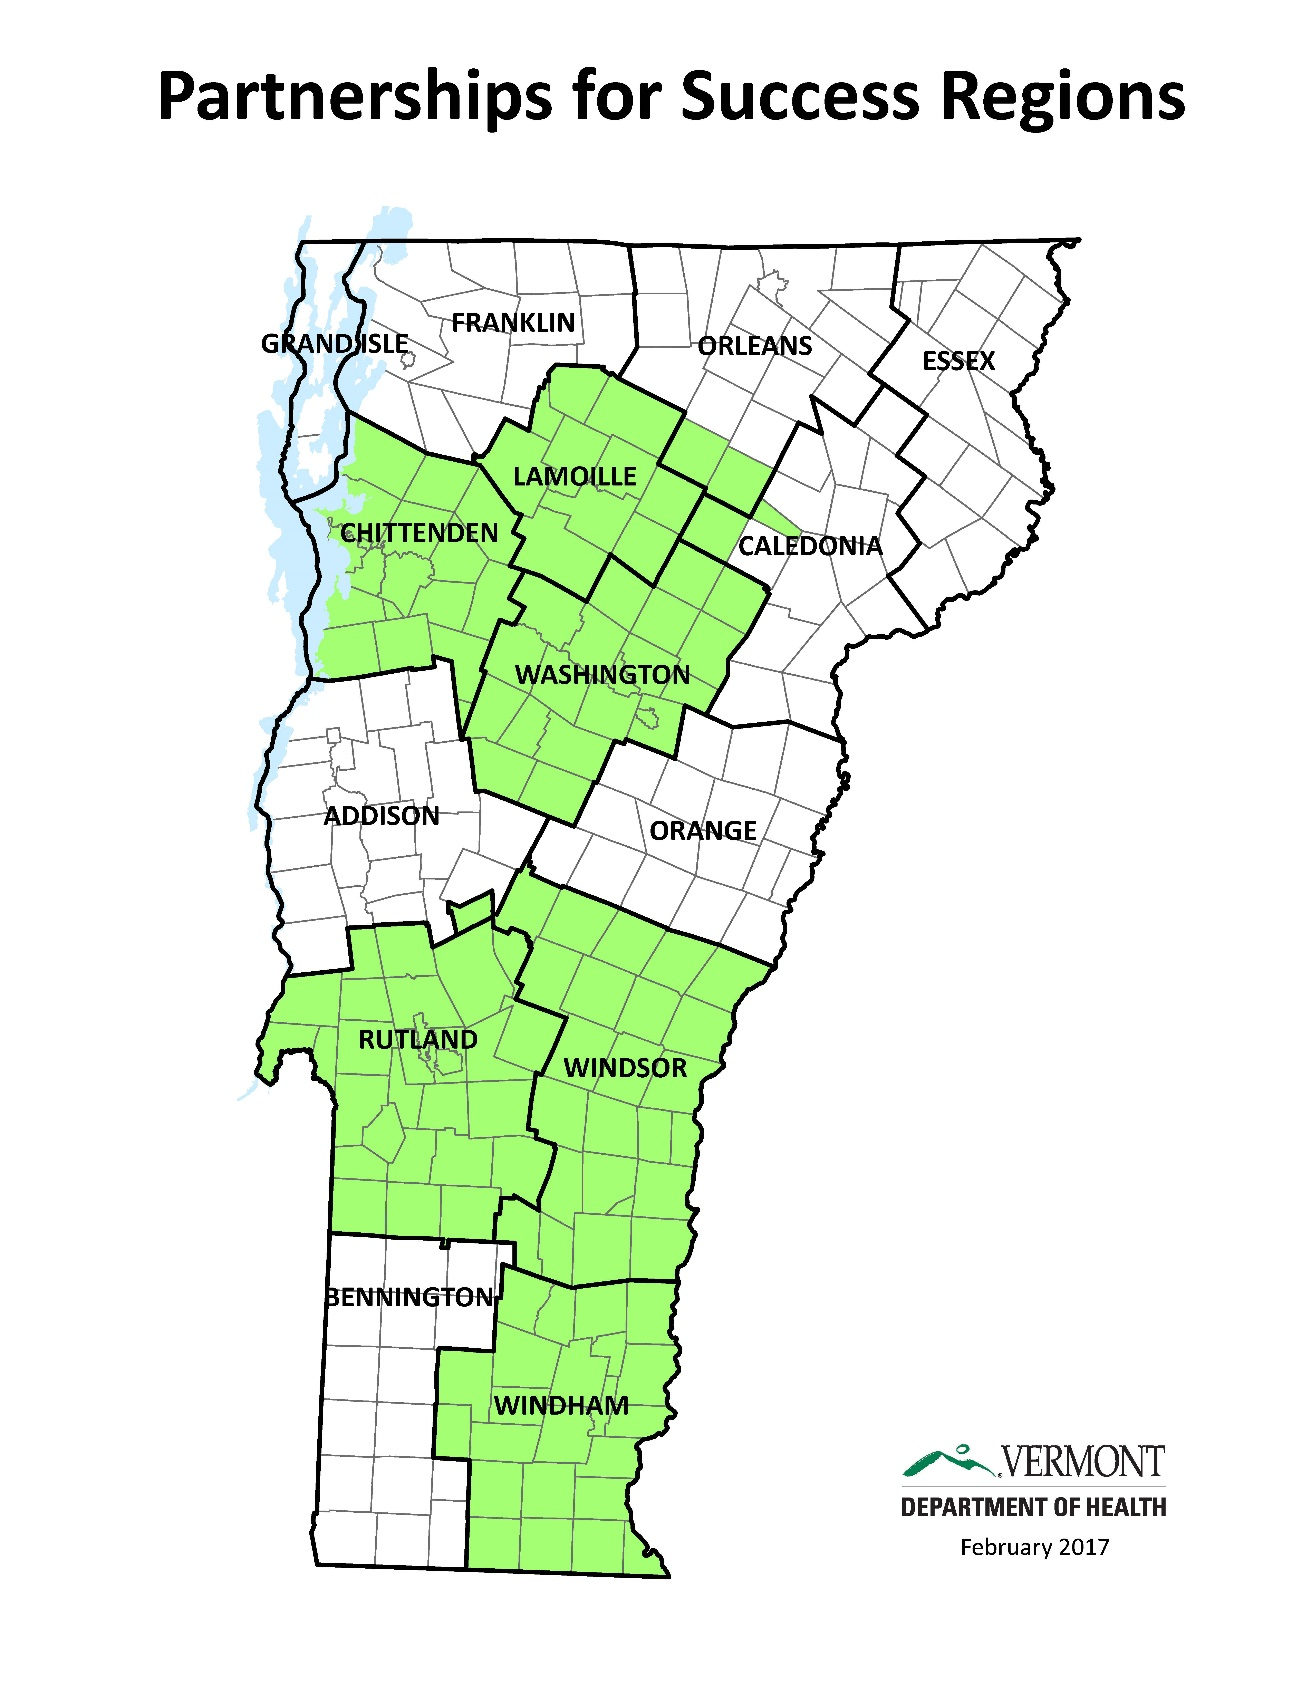 Partnerships for Success Regions
GRAND ISLE
FRANKLIN
ORLEANS
ESSEX
LAMOILLE
CHITTENDEN
CALEDONIA
WASHINGTON
ADDISON
ORANGE
RUTLAND
WINDSOR
BENNINGTON
WINDHAM
VERMONT
DEPARTMENT OF HEALTH
February 2017